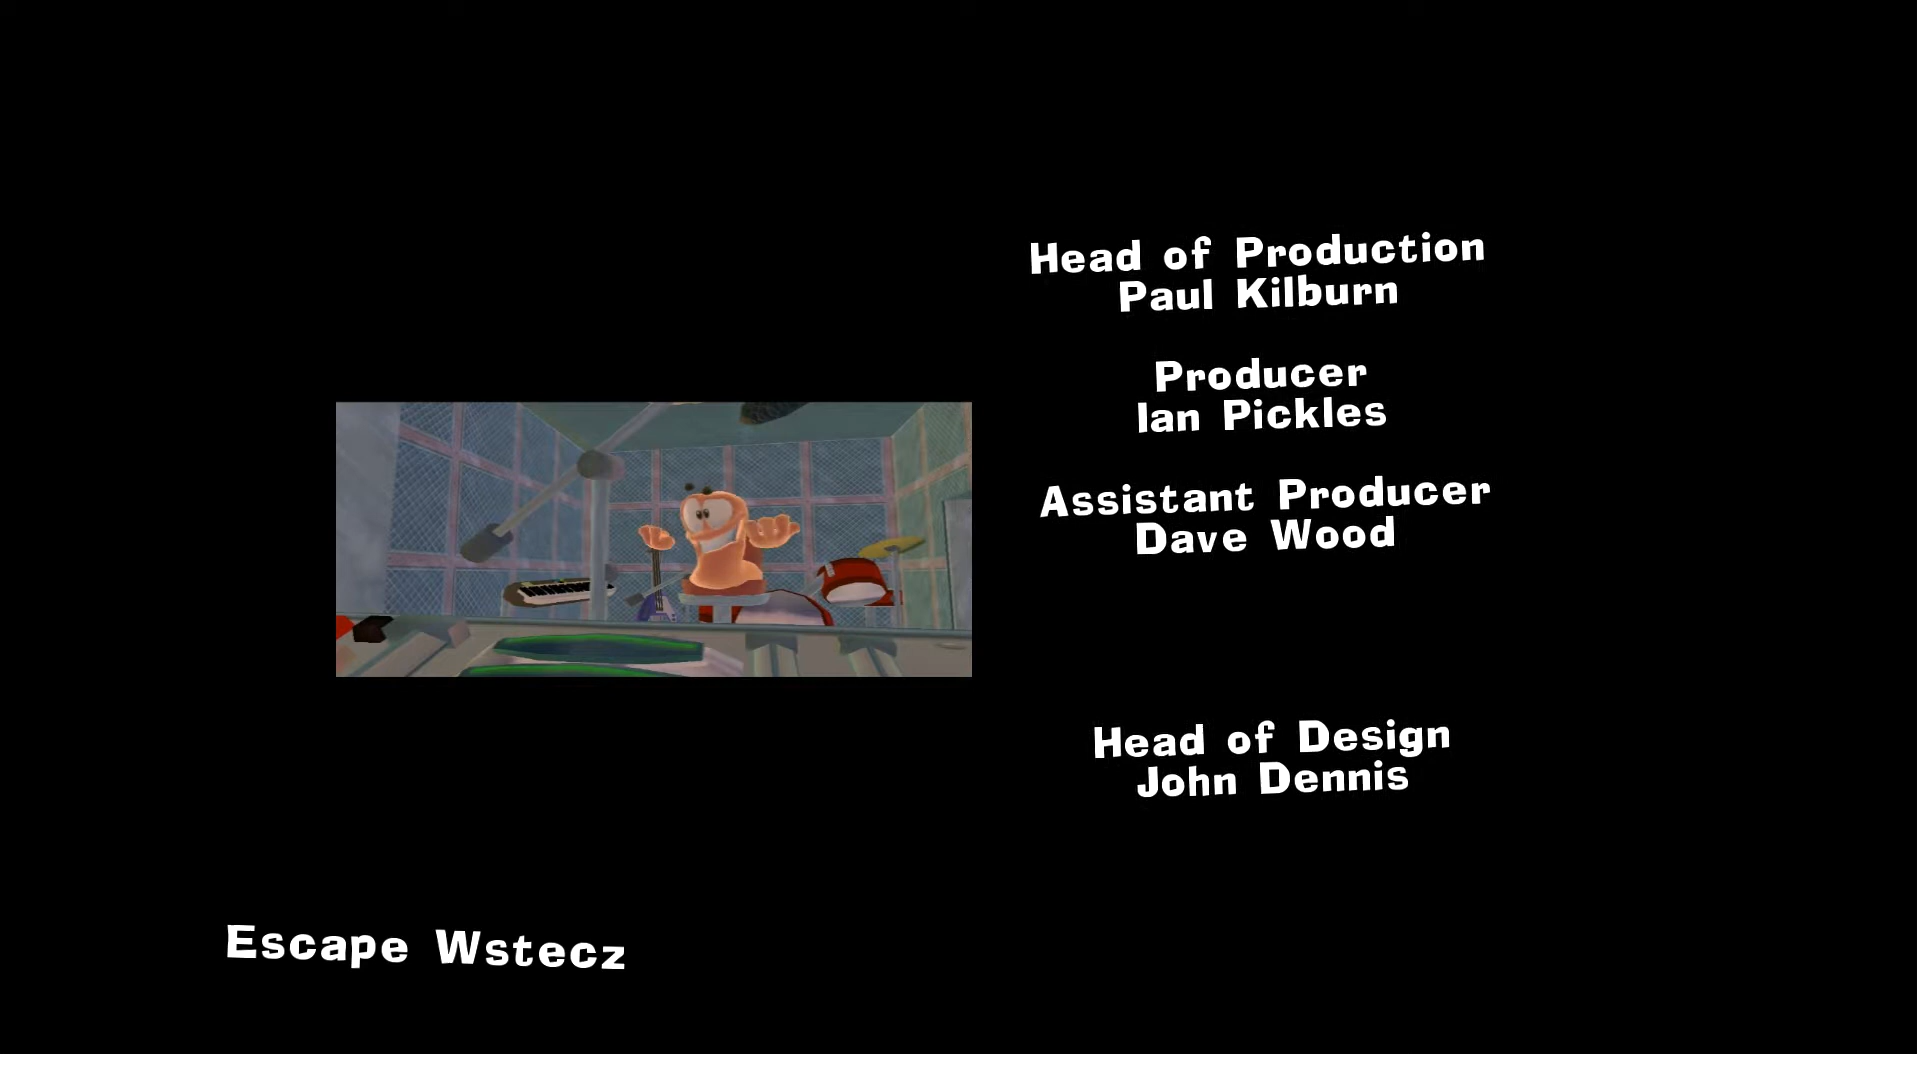 Head of Production
Paul Kilburn
Producer
Ian Pickles
Assistant Producer
Dave Wood
Head of Design
John Dennis
Escape Wstecz